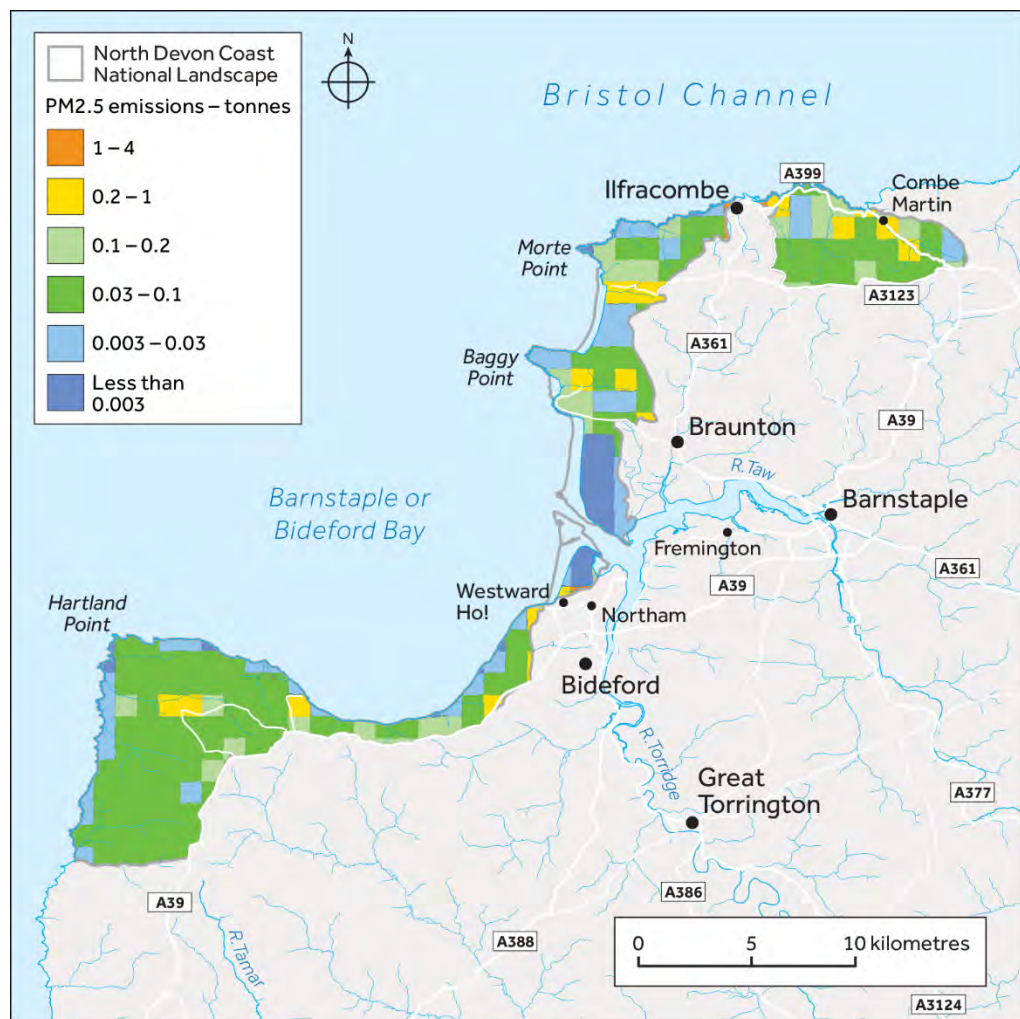 North Devon Coast
National Landscape
PM2.5 emissions – tonnes
1 – 4
0.2 – 1
0.1 – 0.2
0.03 – 0.1
0.003 – 0.03
Less than
0.003
N
Bristol Channel
A399
Ilfracombe
Combe
Martin
Morte
Point
A3123
A361
Baggy
Point
A39
Braunton
R.Taw
Barnstaple or
Bideford Bay
Barnstaple
Fremington
A361
A39
Hartland
Point
Westward
Ho!
Northam
Bideford
R.Torridge
Great
Torrington
A377
A386
A39
R.Tamar
A388
0 5 10 kilometres
A3124